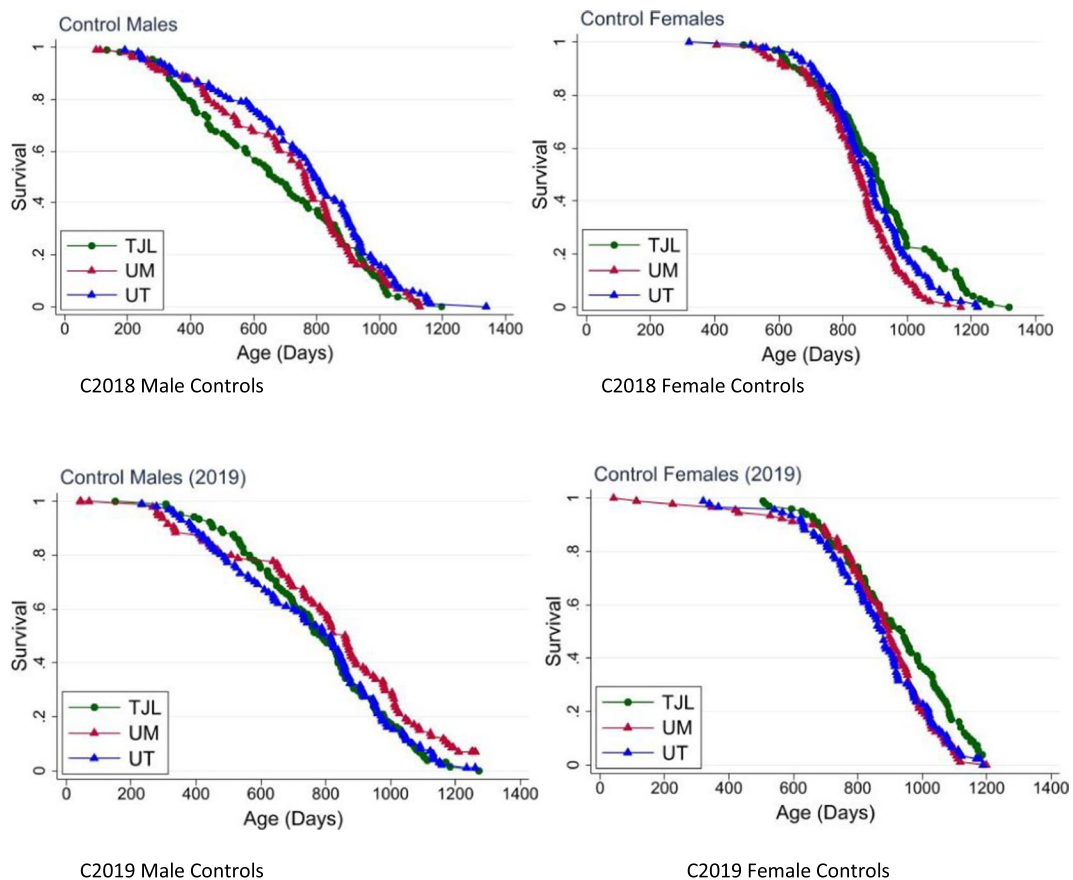 Control Males
Survival
1
.8
.6
.4
.2
0
TJL
UM
UT
0 200 400 600 800 1000 1200 1400
Age (Days)
C2018 Male Controls
Control Females
Survival
1
.8
.6
.4
.2
0
TJL
UM
UT
0 200 400 600 800 1000 1200 1400
Age (Days)
C2018 Female Controls
Control Males (2019)
Survival
1
.8
.6
.4
.2
0
TJL
UM
UT
0 200 400 600 800 1000 1200 1400
Age (Days)
C2019 Male Controls
Control Females (2019)
Survival
1
.8
.6
.4
.2
0
TJL
UM
UT
0 200 400 600 800 1000 1200 1400
Age (Days)
C2019 Female Controls